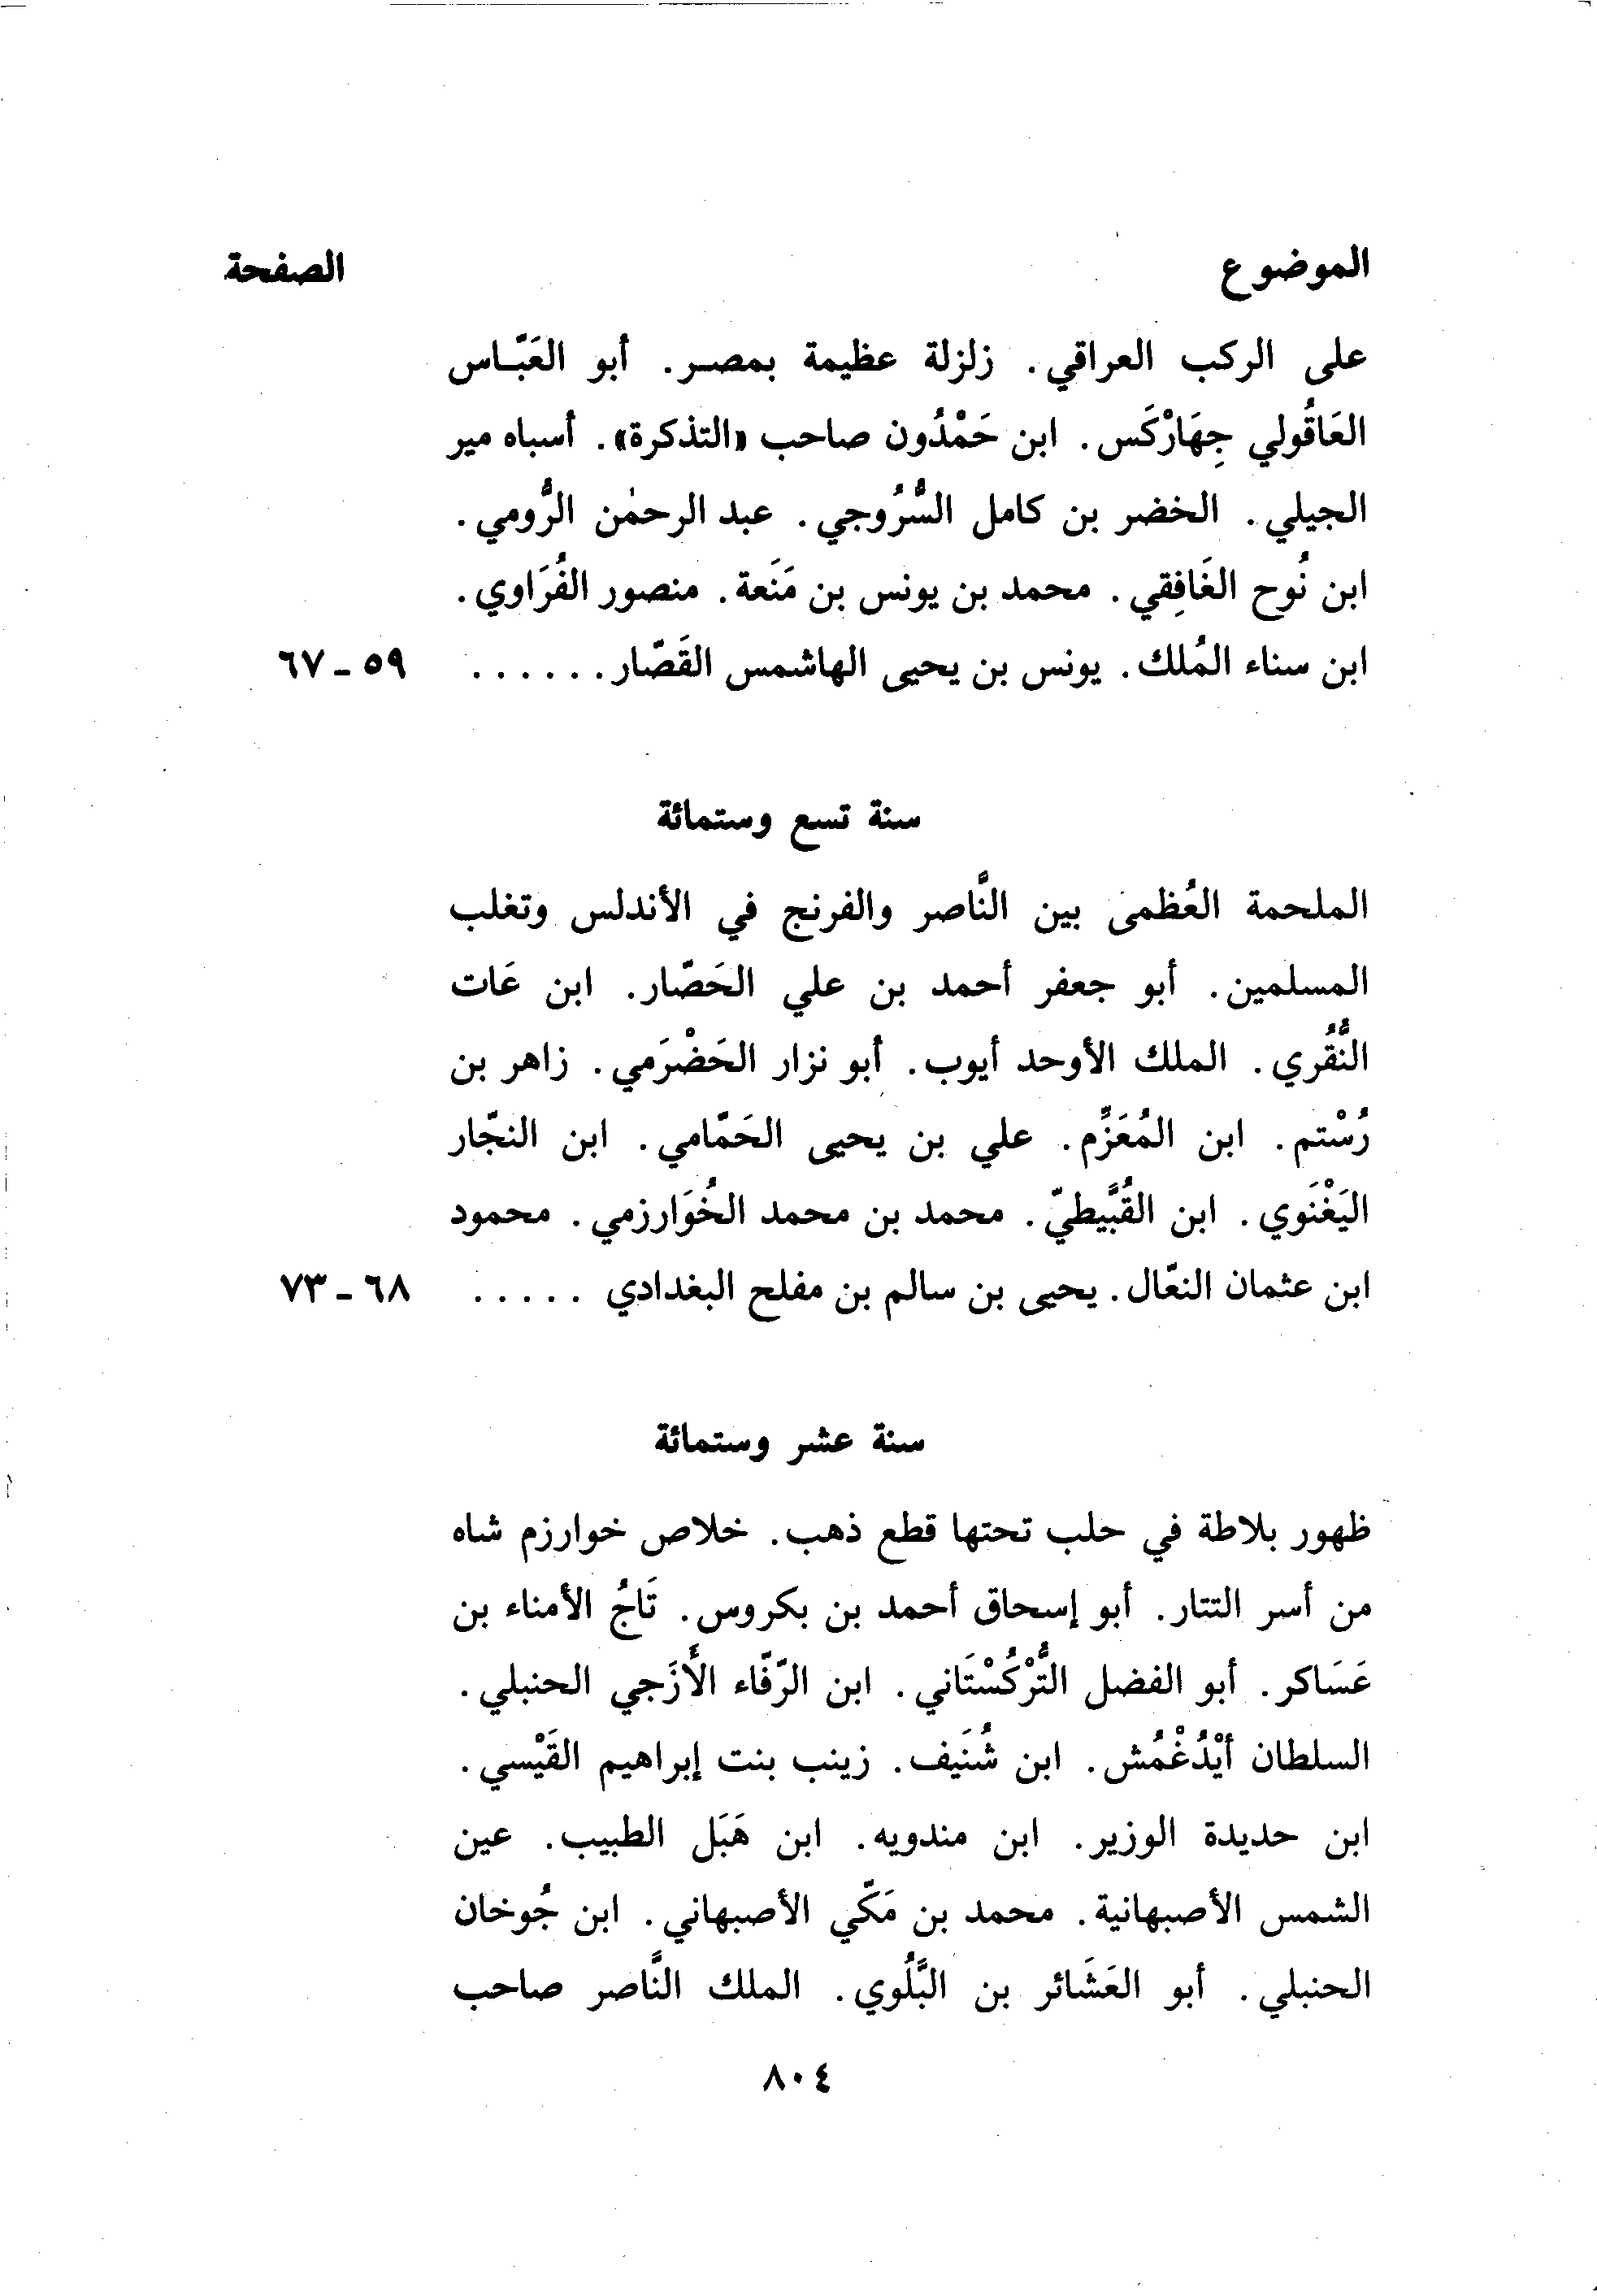 الموضوع الصفحة
على الركب العراقي. زلزلة عظيمة بمصر. أبو العَبّاس
العَاقُولي جِهَارْكَس. ابن حَمْدُون صاحب «التذكرة». أسباه مير
الجيلي. الخضر بن كامل السُّرُوجي. عبد الرحمٰن الرُّومي.
ابن نُوح الغَافِقي. محمد بن يونس بن مَنَعة. منصور الفُرَاوي.
ابن سناء المُلك. يونس بن يحيى الهاشمس القَصّار...... ٥٩ - ٦٧
سنة تسع وستمائة
الملحمة العُظمى بين النَّاصر والفرنج في الأندلس وتغلب
المسلمين. أبو جعفر أحمد بن علي الحَصّار. ابن عَات
النُّقُري. الملك الأوحد أيوب. أبو نزار الحَضْرَمي. زاهر بن
رُسْتم. ابن المُعَزِّم. علي بن يحيى الحَمّامي. ابن النجّار
اليَغْنَوي. ابن القُبَّيطيّ. محمد بن محمد الخُوَارزمي. محمود
ابن عثمان النعّال. يحيى بن سالم بن مفلح البغدادي ..... ٦٨ - ٧٣
سنة عشر وستمائة
ظهور بلاطة في حلب تحتها قطع ذهب. خلاص خوارزم شاه
من أسر التتار. أبو إسحاق أحمد بن بكروس. تَاجُ الأمناء بن
عَسَاكر. أبو الفضل التُّرْكُسْتَاني. ابن الرّفّاء الأَزَجي الحنبلي.
السلطان أيْدُغْمُش. ابن شُنَيف. زينب بنت إبراهيم القَيْسي.
ابن حديدة الوزير. ابن مندويه. ابن هَبَل الطبيب. عين
الشمس الأصبهانية. محمد بن مَكّي الأصبهاني. ابن جُوخان
الحنبلي. أبو العَشَائر بن البَّلُوي. الملك النَّاصر صاحب
٨٠٤